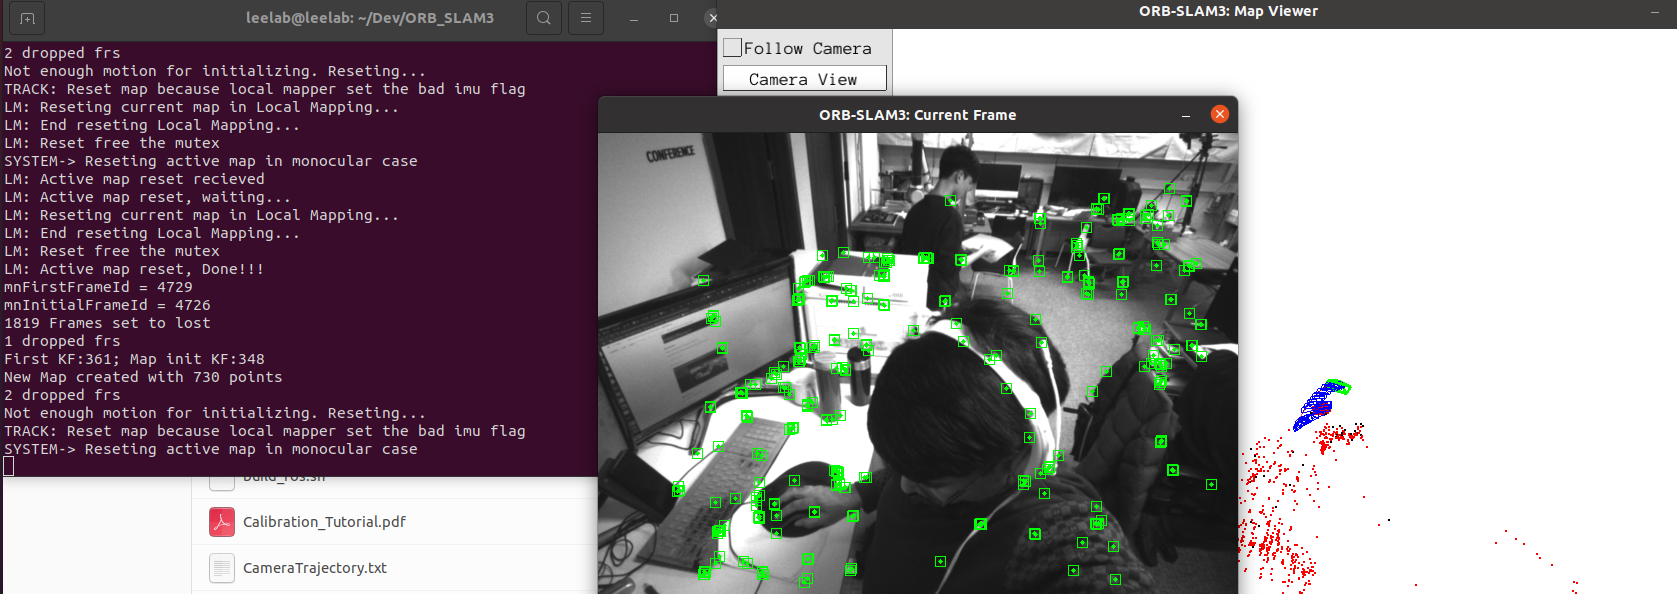 leelab@leelab: ~/Dev/ORB_SLAM3
2 dropped frs
Not enough motion for initializing. Reseting...
TRACK: Reset map because local mapper set the bad imu flag
LM: Reseting current map in Local Mapping...
LM: End reseting Local Mapping...
LM: Reset free the mutex
SYSTEM-> Reseting active map in monocular case
LM: Active map reset recieved
LM: Active map reset, waiting...
LM: Reseting current map in Local Mapping...
LM: End reseting Local Mapping...
LM: Reset free the mutex
LM: Active map reset, Done!!!
mnFirstFrameId = 4729
mnInitialFrameId = 4726
1819 Frames set to lost
1 dropped frs
First KF:361; Map init KF:348
New Map created with 730 points
2 dropped frs
Not enough motion for initializing. Reseting...
TRACK: Reset map because local mapper set the bad imu flag
SYSTEM-> Reseting active map in monocular case
Calibration_Tutorial.pdf
CameraTrajectory.txt
ORB-SLAM3: Map Viewer
Follow Camera
Camera View
ORB-SLAM3: Current Frame
CONFERENCE